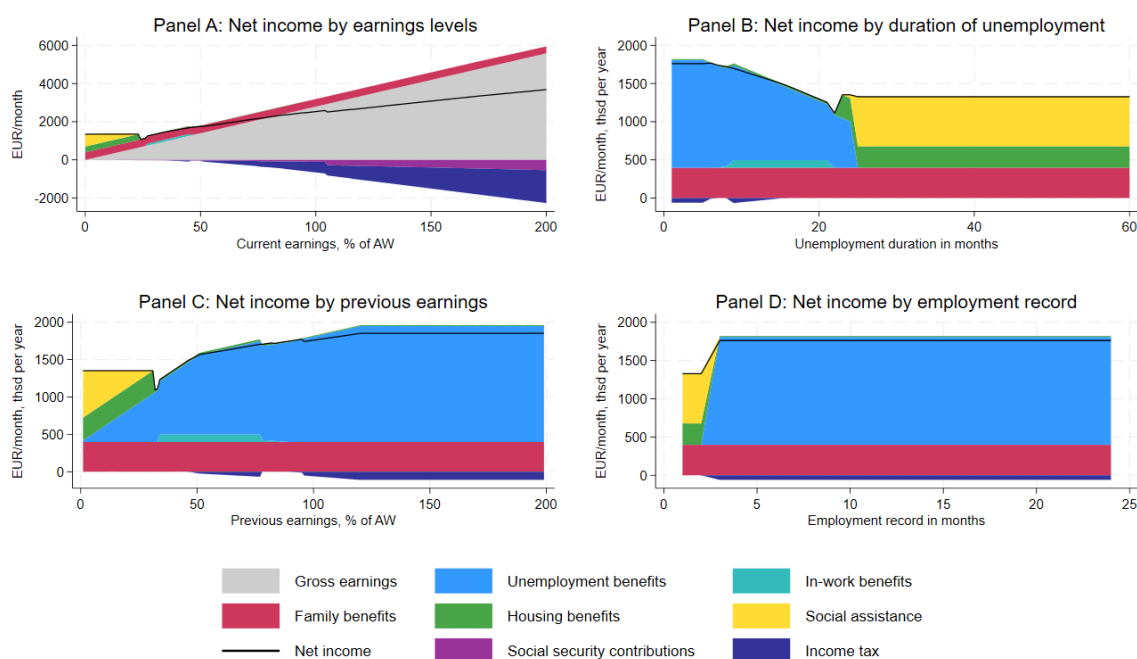 Panel A: Net income by earnings levels
EUR/month
6000
4000
2000
0
-2000
0
50
100
150
200
Current earnings, % of AW
Panel B: Net income by duration of unemployment
EUR/month, thsd per year
2000
1500
1000
500
0
0
20
40
60
Unemployment duration in months
Panel C: Net income by previous earnings
EUR/month, thsd per year
2000
1500
1000
500
0
0
50
100
150
200
Previous earnings, % of AW
Panel D: Net income by employment record
EUR/month, thsd per year
2000
1500
1000
500
0
0
5
10
15
20
25
Employment record in months
Gross earnings
Unemployment benefits
In-work benefits
Family benefits
Housing benefits
Social assistance
Net income
Social security contributions
Income tax